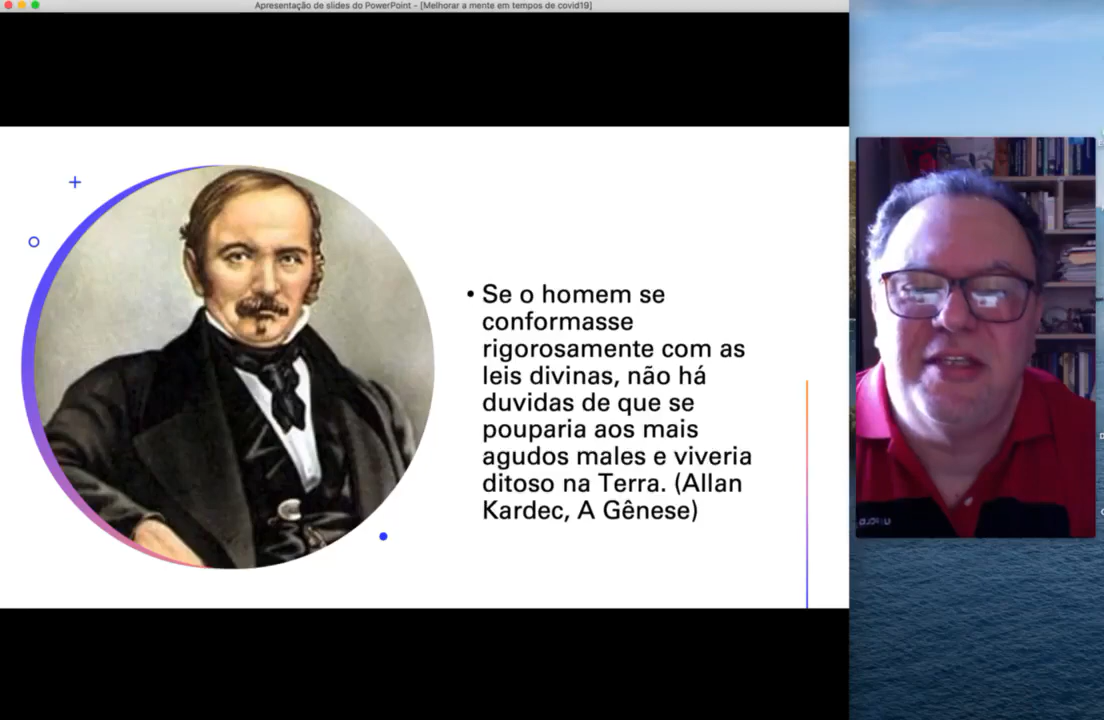 Apresentação de slides do PowerPoint - [Melhorar a mente em tempos de covid19]
• Se o homem se
conformasse
rigorosamente com as
leis divinas, não há
duvidas de que se
pouparia aos mais
agudos males e viveria
ditoso na Terra. (Allan
Kardec, A Gênese)